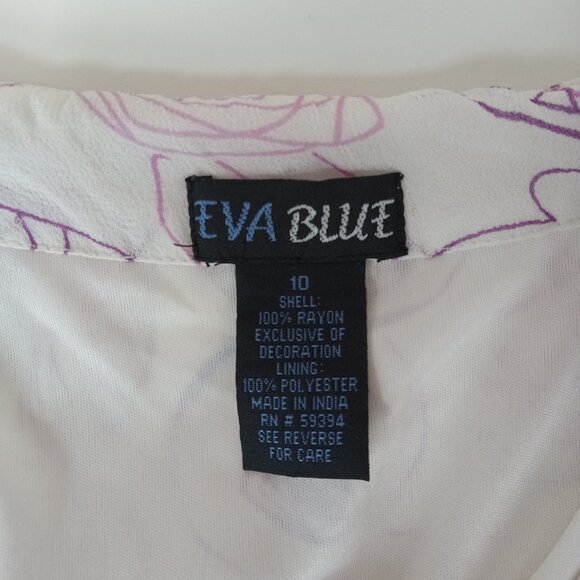 EVA BLUE
10
SHELL:
100% RAYON
EXCLUSIVE OF
DECORATION
LINING:
100% POLYESTER
MADE IN INDIA
RN # 59394
SEE REVERSE
FOR CARE